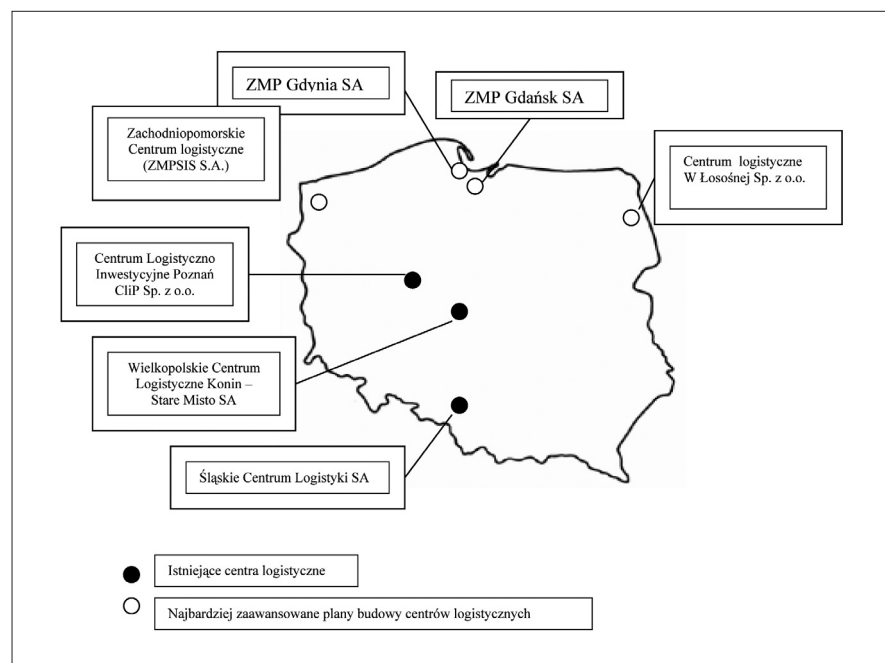 ZMP Gdynia SA
ZMP Gdańsk SA
Zachodniopomorskie
Centrum logistyczne
(ZMPSIS S.A.)
Centrum logistyczne
W Łosośnej Sp. z o.o.
Centrum Logistyczno
Inwestycyjne Poznań
CliP Sp. z o.o.
Wielkopolskie Centrum
Logistyczne Konin –
Stare Misto SA
Śląskie Centrum Logistyki SA
Istniejące centra logistyczne
Najbardziej zaawansowane plany budowy centrów logistycznych